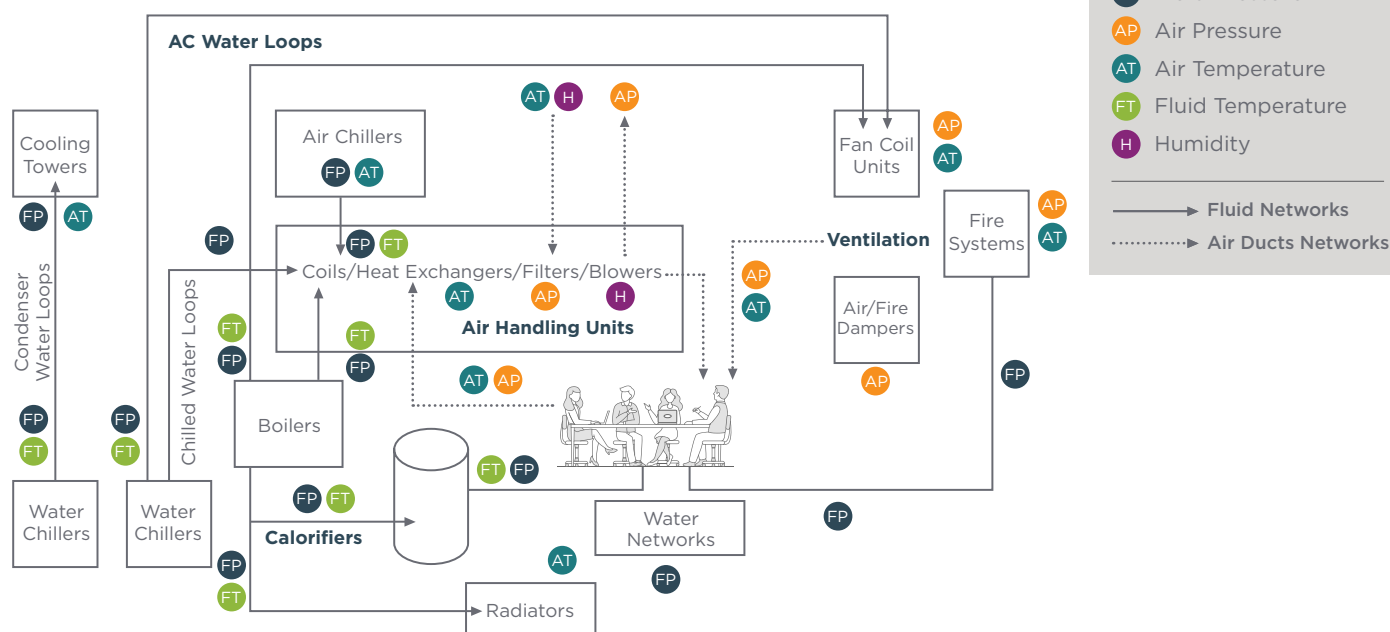 AC Water Loops
AP
Air Pressure
AT
Air Temperature
FT
Fluid Temperature
H
Humidity
Fluid Networks
Air Ducts Networks
AT
H
AP
Cooling
Towers
FP
AT
Air Chillers
FP
AT
Fan Coil
Units
AP
AT
Fire
Systems
AP
AT
FP
FP
FT
Coils/Heat Exchangers/Filters/Blowers
AT
AP
H
Air Handling Units
Ventilation
AP
AT
Air/Fire
Dampers
AP
Condenser
Water Loops
Chilled Water Loops
FT
FP
FT
FP
AT
AP
FP
FP
FT
FP
FT
Boilers
Water
Chillers
Water
Chillers
FP
FT
Calorifiers
FT
FP
Water
Networks
FP
FP
FP
FT
AT
Radiators